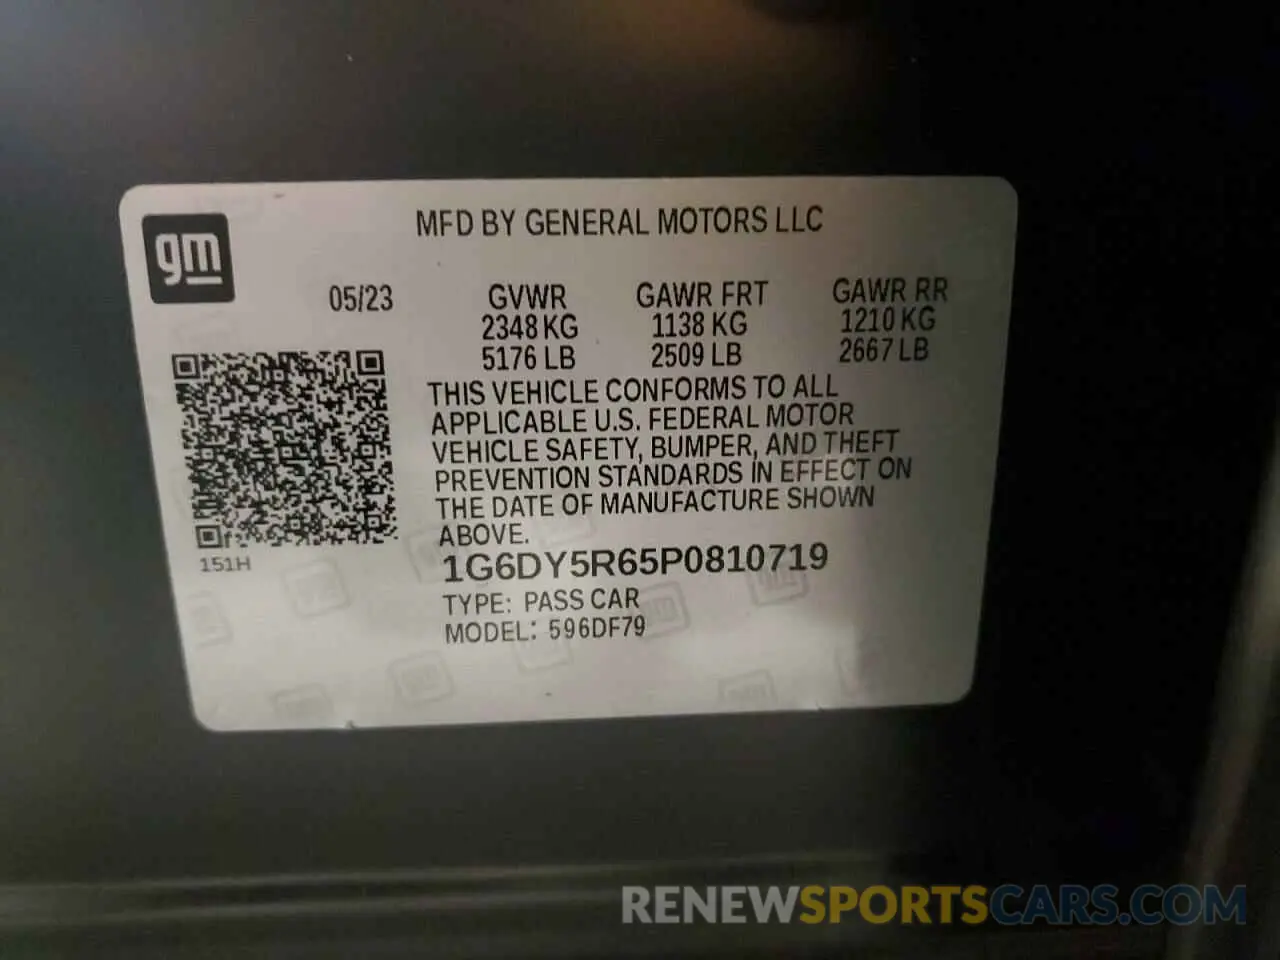 gm
MFD BY GENERAL MOTORS LLC
05/23 GVWR GAWR FRT GAWR RR
2348 KG 1138 KG 1210 KG
5176 LB 2509 LB 2667 LB
THIS VEHICLE CONFORMS TO ALL
APPLICABLE U.S. FEDERAL MOTOR
VEHICLE SAFETY, BUMPER, AND THEFT
PREVENTION STANDARDS IN EFFECT ON
THE DATE OF MANUFACTURE SHOWN
ABOVE.
151H
1G6DY5R65P0810719
TYPE: PASS CAR
MODEL: 596DF79
RENEWSPORTSCARS.COM